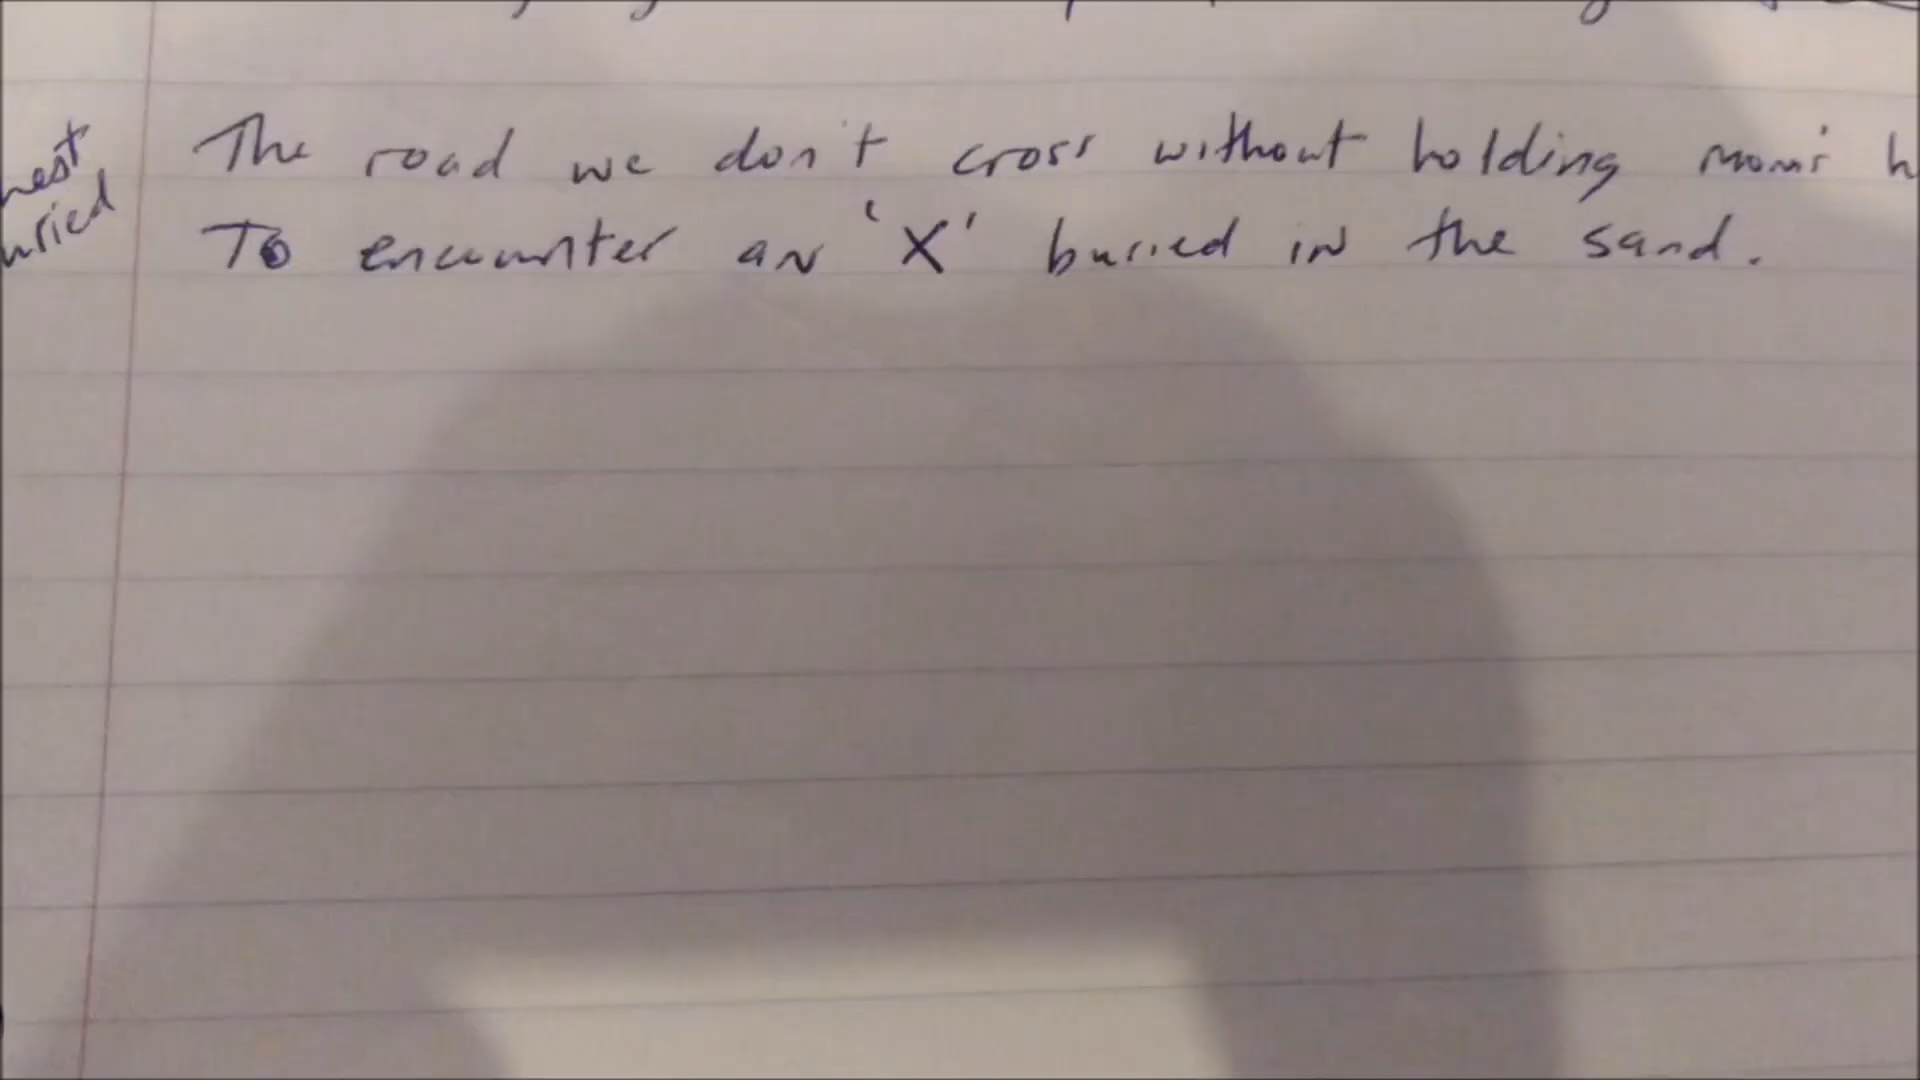 The road we don't cross without holding mom's h
To encounter an 'X' buried in the sand.